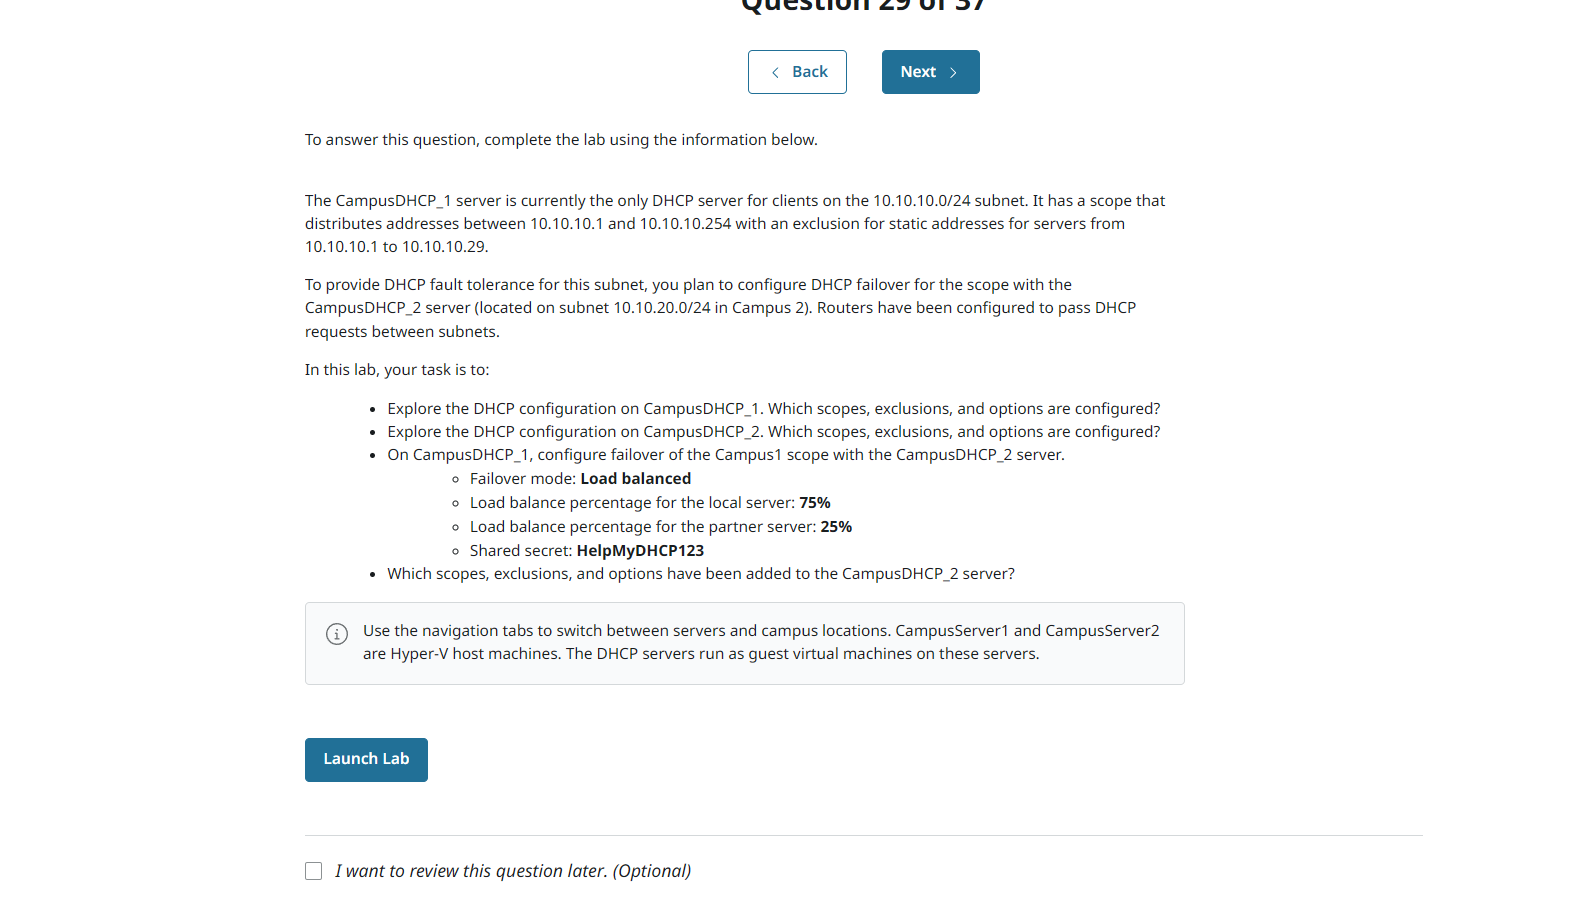 Question 29 of 37
Back
Next
To answer this question, complete the lab using the information below.
The CampusDHCP_1 server is currently the only DHCP server for clients on the 10.10.10.0/24 subnet. It has a scope that
distributes addresses between 10.10.10.1 and 10.10.10.254 with an exclusion for static addresses for servers from
10.10.10.1 to 10.10.10.29.
To provide DHCP fault tolerance for this subnet, you plan to configure DHCP failover for the scope with the
CampusDHCP_2 server (located on subnet 10.10.20.0/24 in Campus 2). Routers have been configured to pass DHCP
requests between subnets.
In this lab, your task is to:
• Explore the DHCP configuration on CampusDHCP_1. Which scopes, exclusions, and options are configured?
• Explore the DHCP configuration on CampusDHCP_2. Which scopes, exclusions, and options are configured?
• On CampusDHCP_1, configure failover of the Campus1 scope with the CampusDHCP_2 server.
◦ Failover mode: Load balanced
◦ Load balance percentage for the local server: 75%
◦ Load balance percentage for the partner server: 25%
◦ Shared secret: HelpMyDHCP123
• Which scopes, exclusions, and options have been added to the CampusDHCP_2 server?
Use the navigation tabs to switch between servers and campus locations. CampusServer1 and CampusServer2
are Hyper-V host machines. The DHCP servers run as guest virtual machines on these servers.
Launch Lab
I want to review this question later. (Optional)